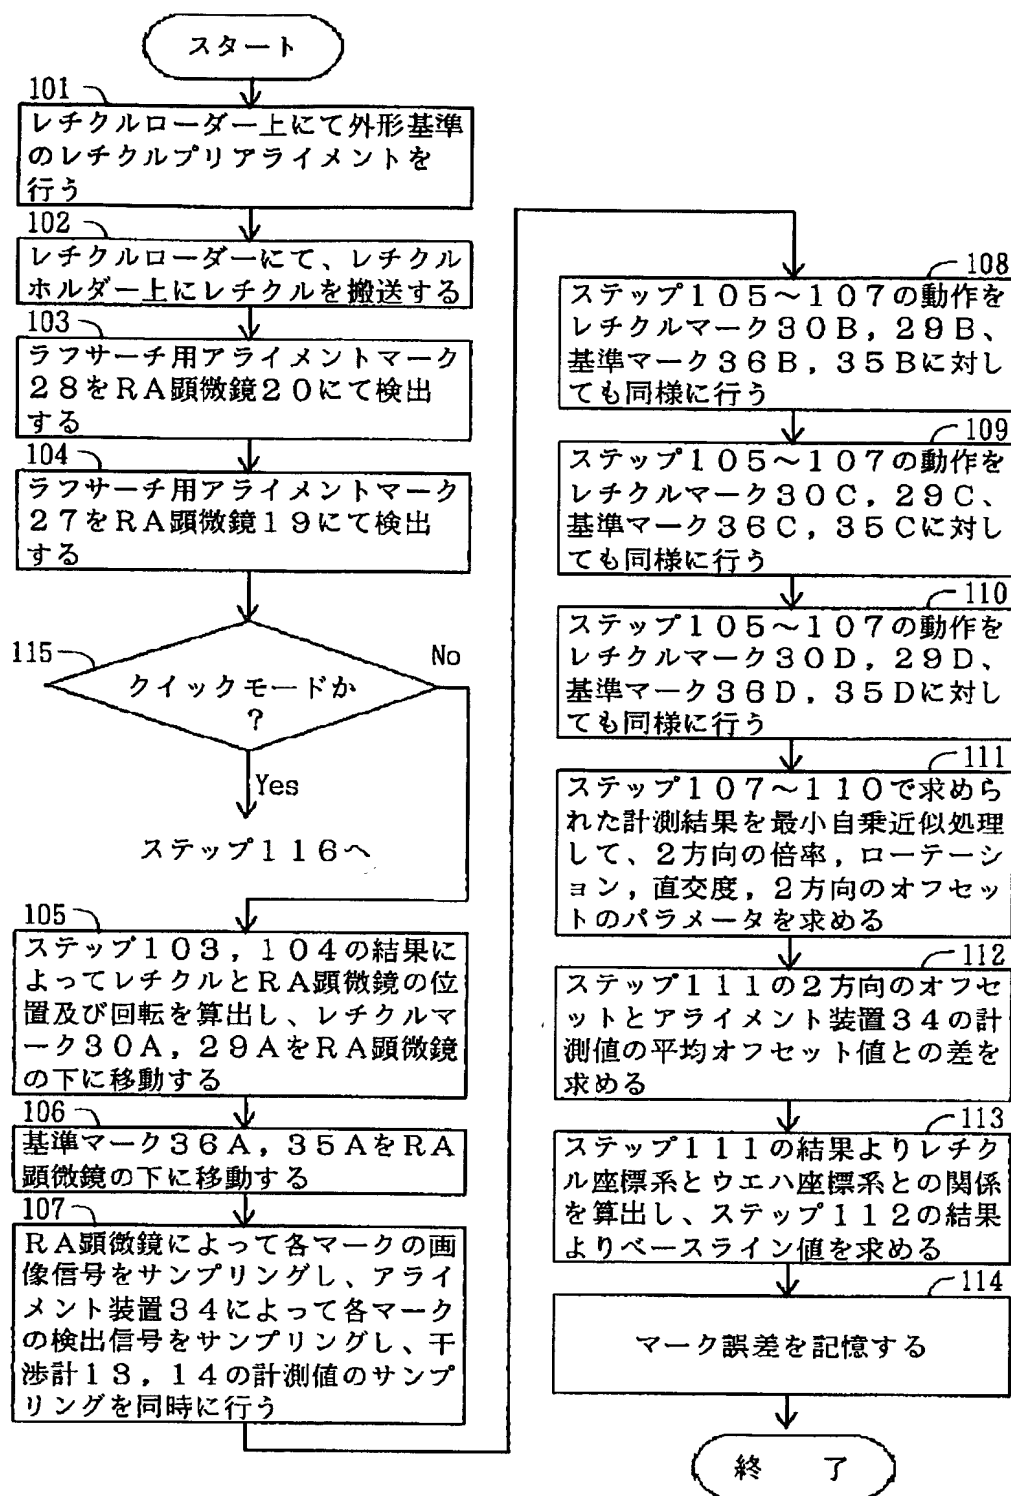 スタート
101
レチクルローダー上にて外形基準
のレチクルプリアライメントを
行う
102
レチクルローダーにて、レチクル
ホルダー上にレチクルを搬送する
103
ラフサーチ用アライメントマーク
28をRA顕微鏡20にて検出
する
104
ラフサーチ用アライメントマーク
27をRA顕微鏡19にて検出
する
115
クイックモードか
?
No
Yes
ステップ116へ
105
ステップ103,104の結果に
よってレチクルとRA顕微鏡の位
置及び回転を算出し、レチクルマ
ーク30A,29AをRA顕微鏡
の下に移動する
106
基準マーク36A,35AをRA
顕微鏡の下に移動する
107
RA顕微鏡によって各マークの画
像信号をサンプリングし、アライ
メント装置34によって各マーク
の検出信号をサンプリングし、干
渉計13,14の計測値のサンプ
リングを同時に行う
108
ステップ105~107の動作を
レチクルマーク30B,29B、
基準マーク36B,35Bに対し
ても同様に行う
109
ステップ105~107の動作を
レチクルマーク30C,29C、
基準マーク36C,35Cに対し
ても同様に行う
110
ステップ105~107の動作を
レチクルマーク30D,29D、
基準マーク36D,35Dに対し
ても同様に行う
111
ステップ107~110で求めら
れた計測結果を最小自乗近似処理
して、2方向の倍率,ローテーシ
ョン,直交度,2方向のオフセッ
トのパラメータを求める
112
ステップ111の2方向のオフセ
ットとアライメント装置34の計
測値の平均オフセット値との差を
求める
113
ステップ111の結果よりレチク
ル座標系とウエハ座標系との関係
を算出し、ステップ112の結果
よりベースライン値を求める
114
マーク誤差を記憶する
終 了